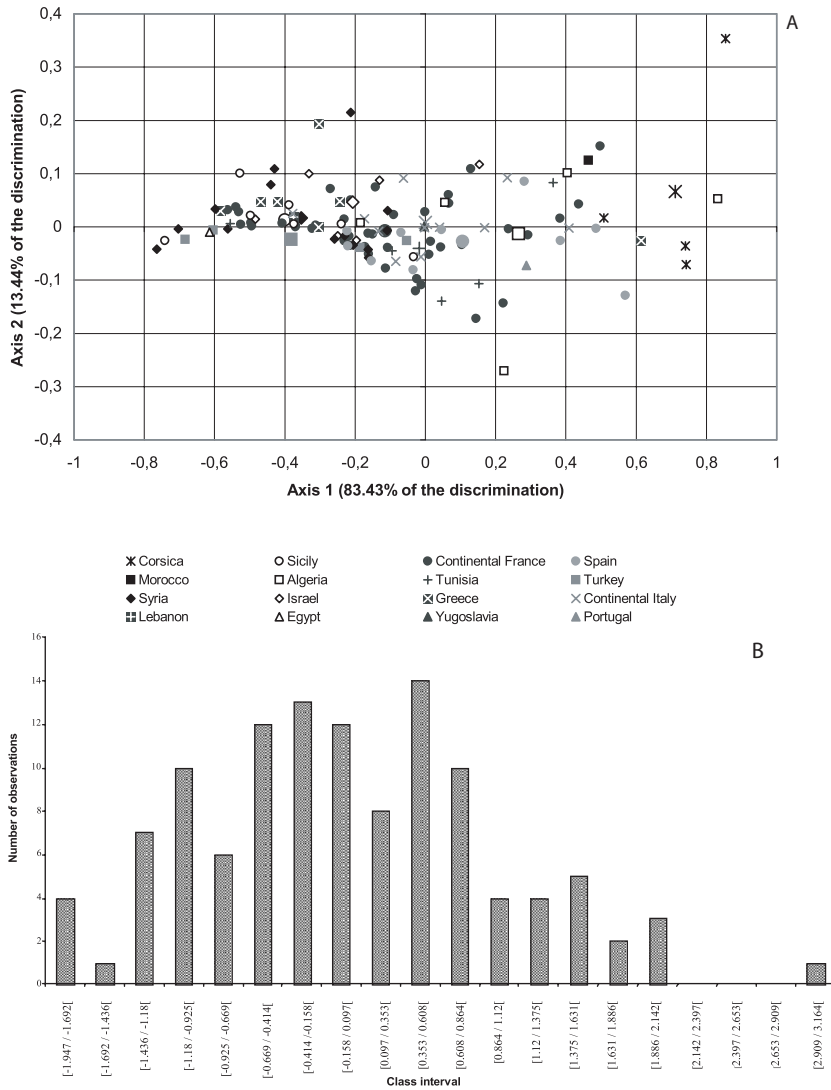 A
0,4
0,3
0,2
0,1
0
-0,1
-0,2
-0,3
-0,4
Axis 2 (13.44% of the discrimination)
-1 -0,8 -0,6 -0,4 -0,2 0 0,2 0,4 0,6 0,8 1
Axis 1 (83.43% of the discrimination)
Corsica Sicily Continental France Spain
Morocco Algeria Tunisia Turkey
Syria Israel Greece Continental Italy
Lebanon Egypt Yugoslavia Portugal
B
16
14
12
10
8
6
4
2
0
Number of observations
[-1.947 / -1.692[
[-1.692 / -1.436[
[-1.436 / -1.18[
[-1.18 / -0.925[
[-0.925 / -0.669[
[-0.669 / -0.414[
[-0.414 / -0.158[
[-0.158 / 0.097[
[0.097 / 0.353[
[0.353 / 0.608[
[0.608 / 0.864[
[0.864 / 1.12[
[1.12 / 1.375[
[1.375 / 1.631[
[1.631 / 1.886[
[1.886 / 2.142[
[2.142 / 2.397[
[2.397 / 2.653[
[2.653 / 2.909[
[2.909 / 3.164[
Class interval